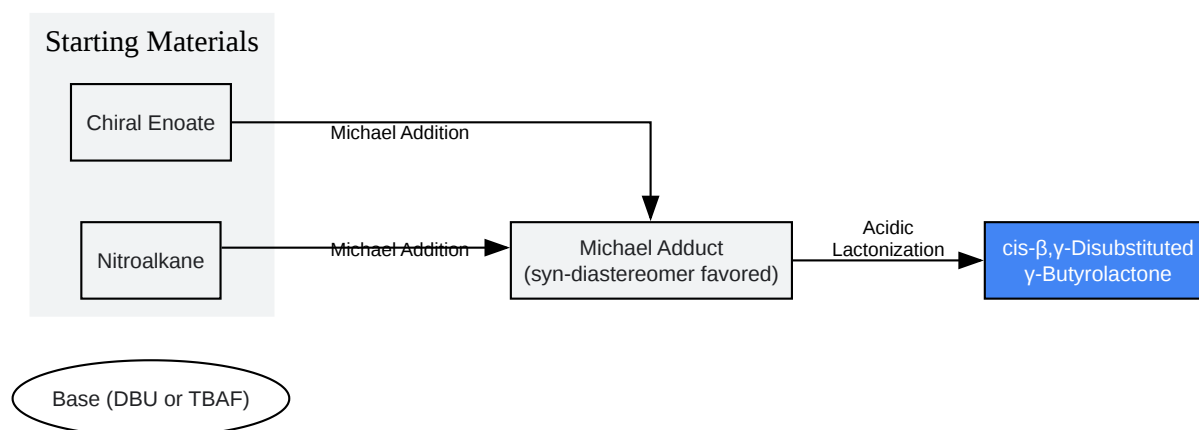 Starting Materials
Chiral Enoate
Michael Addition
Nitroalkane
Michael Addition
Michael Adduct
(syn-diastereomer favored)
Acidic
Lactonization
cis-β,γ-Disubstituted
γ-Butyrolactone
Base (DBU or TBAF)